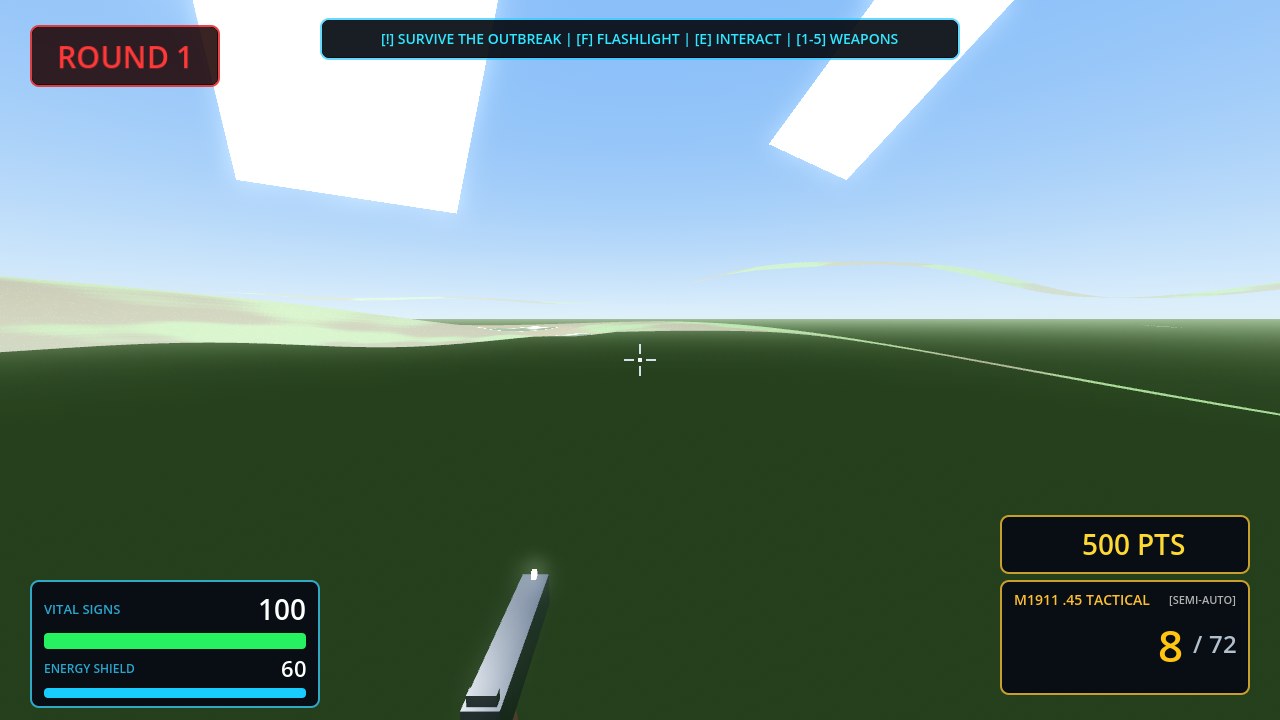 ROUND 1
[!] SURVIVE THE OUTBREAK | [F] FLASHLIGHT | [E] INTERACT | [1-5] WEAPONS
500 PTS
VITAL SIGNS 100
ENERGY SHIELD 60
M1911 .45 TACTICAL [SEMI-AUTO]
8 / 72